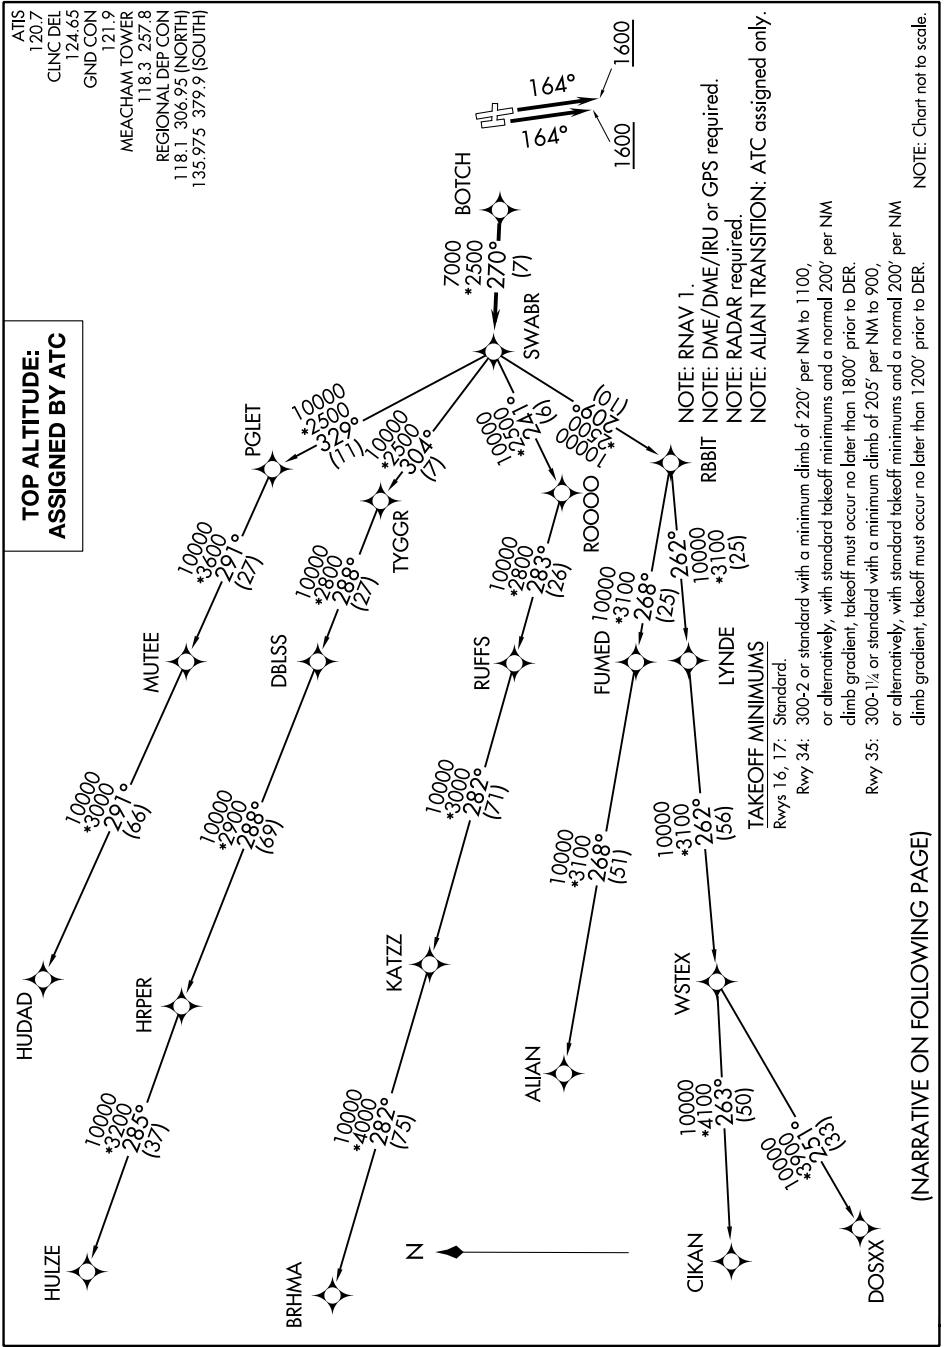 TOP ALTITUDE:
ASSIGNED BY ATC
ATIS
120.7
CLNC DEL
124.65
GND CON
121.9
MEACHAM TOWER
118.3 257.8
REGIONAL DEP CON
118.1 306.95 (NORTH)
135.975 379.9 (SOUTH)
HULZE
10000
*3200
285°
(37)
HRPER
10000
*2900
288°
(69)
DBLSS
10000
*2800
288°
(27)
TYGGR
10000
*2500
304°
(7)
HUDAD
10000
*3000
291°
(66)
MUTEE
10000
*3600
291°
(27)
PGLET
10000
*2500
329°
(11)
BRHMA
10000
*4000
282°
(75)
KATZZ
10000
*3000
282°
(71)
RUFFS
10000
*2800
283°
(26)
ROOOO
10000
*2500
247°
(9)
SWABR
7000
*2500
270°
(7)
BOTCH
164°
164°
1600
1600
N
ALIAN
10000
*3100
268°
(51)
FUMED
10000
*3100
268°
(25)
RBBIT
10000
*2500
209°
(10)
CIKAN
10000
*4100
263°
(50)
WSTEX
10000
*3100
262°
(56)
LYNDE
262°
10000
*3100
(25)
DOSXX
10000
*3900
251°
(33)
NOTE: RNAV 1.
NOTE: DME/DME/IRU or GPS required.
NOTE: RADAR required.
NOTE: ALIAN TRANSITION: ATC assigned only.
TAKEOFF MINIMUMS
Rwys 16, 17: Standard.
Rwy 34: 300-2 or standard with a minimum climb of 220' per NM to 1100,
or alternatively, with standard takeoff minimums and a normal 200' per NM
climb gradient, takeoff must occur no later than 1800' prior to DER.
Rwy 35: 300-1¼ or standard with a minimum climb of 205' per NM to 900,
or alternatively, with standard takeoff minimums and a normal 200' per NM
climb gradient, takeoff must occur no later than 1200' prior to DER.
(NARRATIVE ON FOLLOWING PAGE)
NOTE: Chart not to scale.